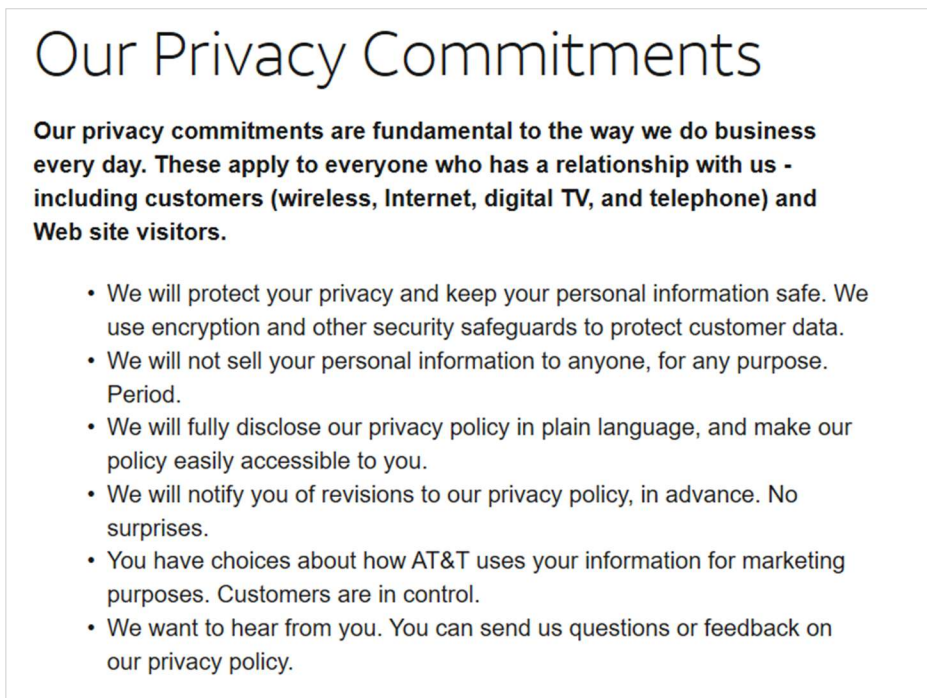 Our Privacy Commitments
Our privacy commitments are fundamental to the way we do business
every day. These apply to everyone who has a relationship with us -
including customers (wireless, Internet, digital TV, and telephone) and
Web site visitors.
• We will protect your privacy and keep your personal information safe. We
use encryption and other security safeguards to protect customer data.
• We will not sell your personal information to anyone, for any purpose.
Period.
• We will fully disclose our privacy policy in plain language, and make our
policy easily accessible to you.
• We will notify you of revisions to our privacy policy, in advance. No
surprises.
• You have choices about how AT&T uses your information for marketing
purposes. Customers are in control.
• We want to hear from you. You can send us questions or feedback on
our privacy policy.